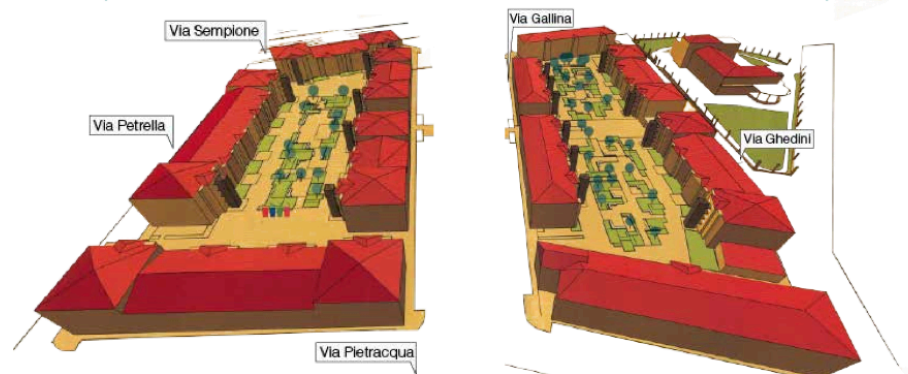 Via Sempione
Via Gallina
Via Petrella
Via Ghedini
Via Pietracqua